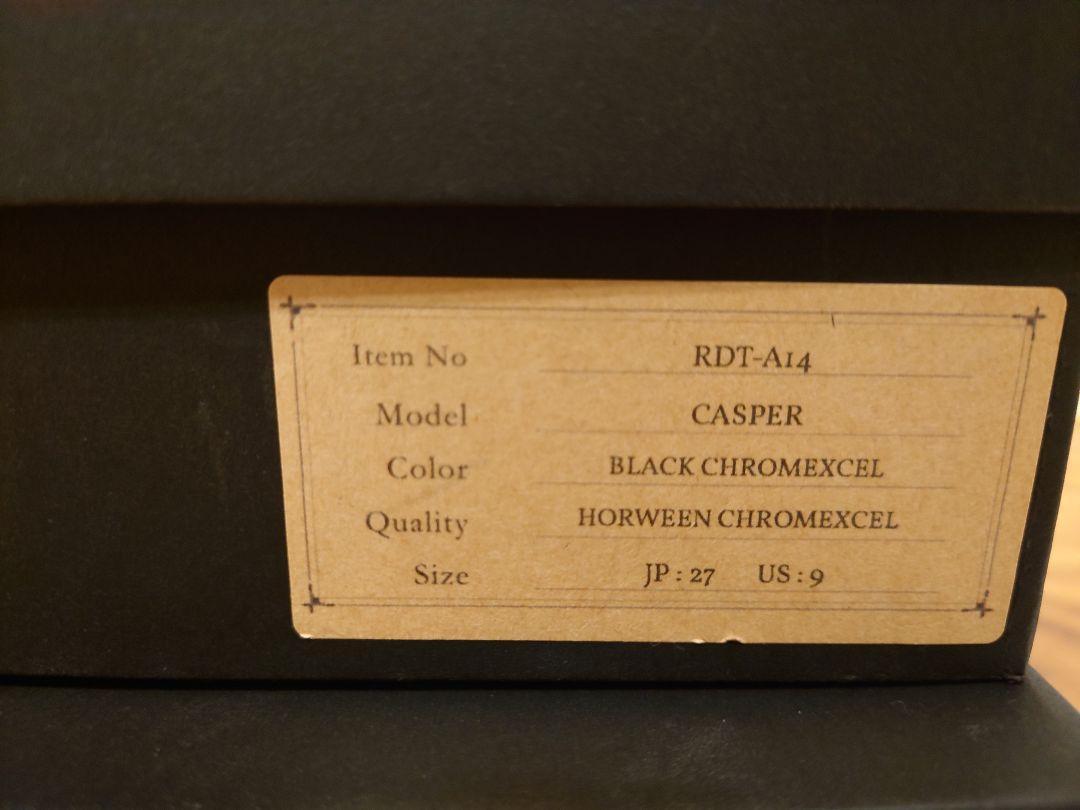 Item No RDT-A14
Model CASPER
Color BLACK CHROMEXCEL
Quality HORWEEN CHROMEXCEL
Size JP : 27 US : 9